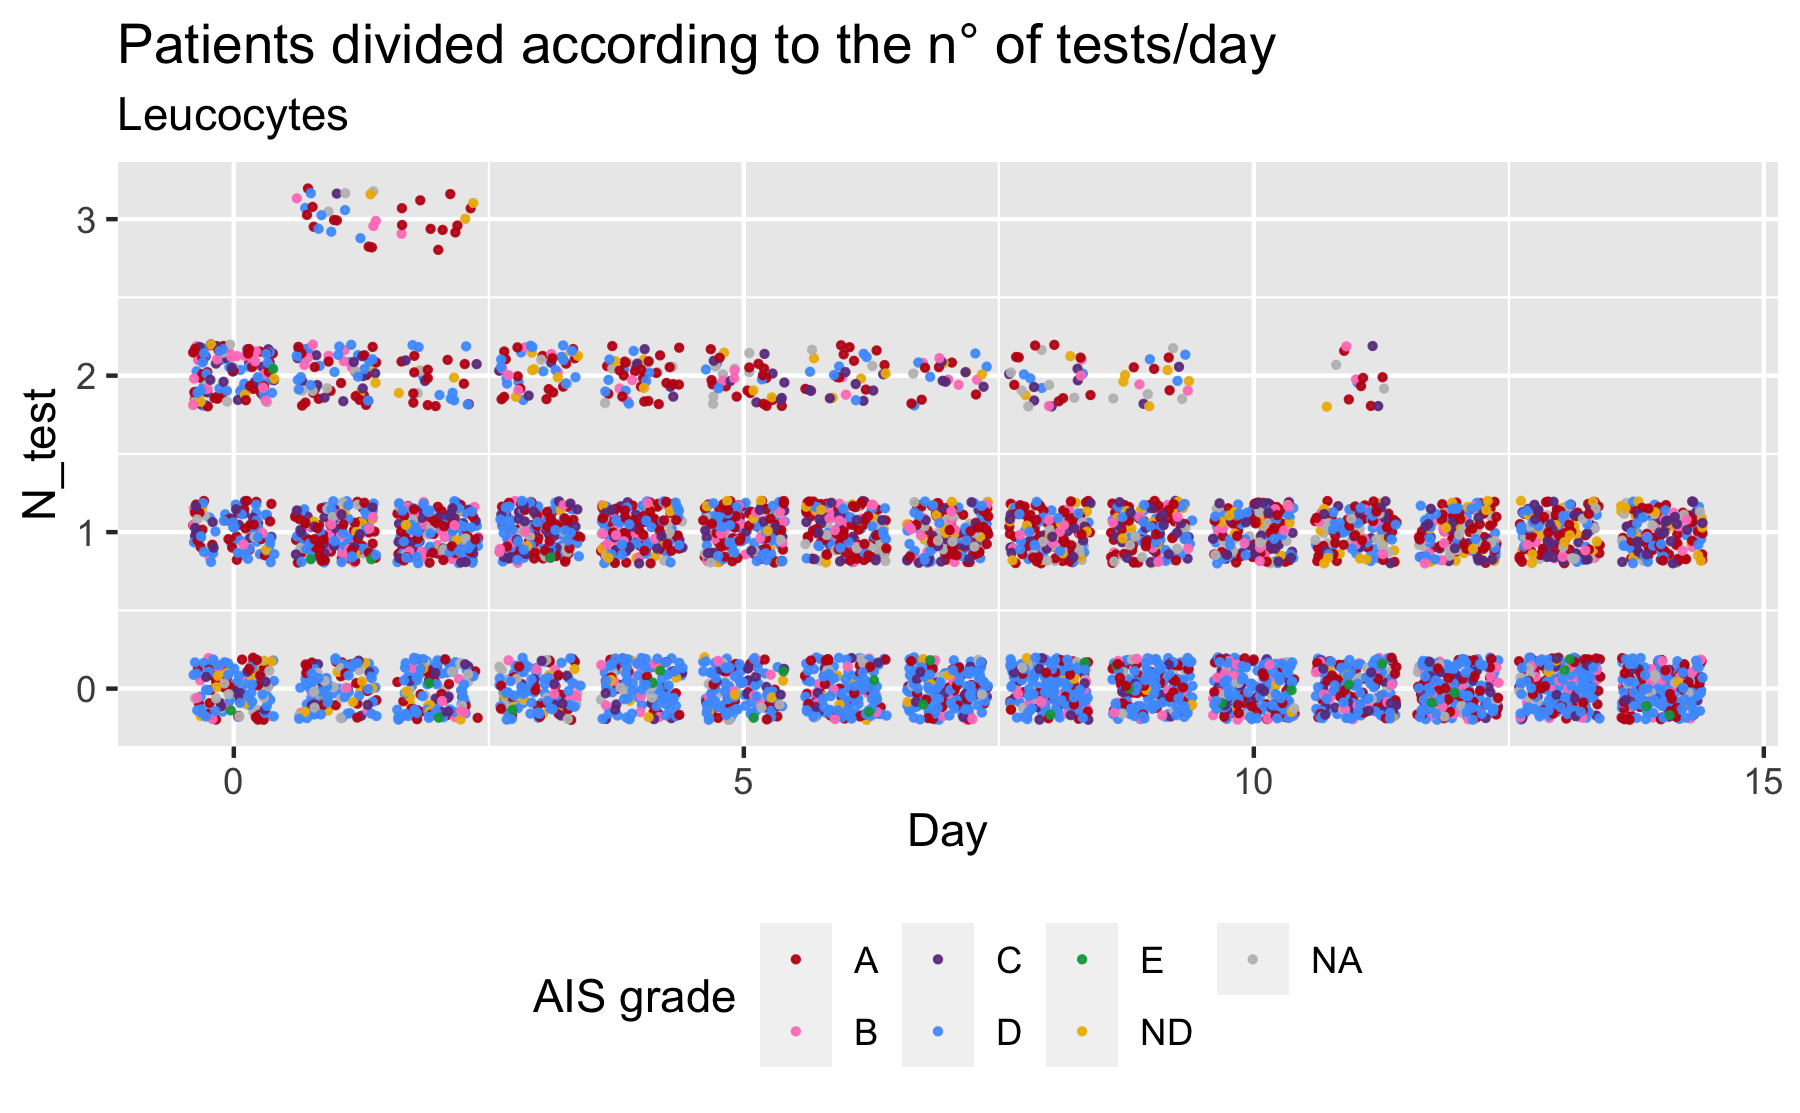 Patients divided according to the n° of tests/day
Leucocytes
N_test
3
2
1
0
0 5 10 15
Day
AIS grade
A C E NA
B D ND